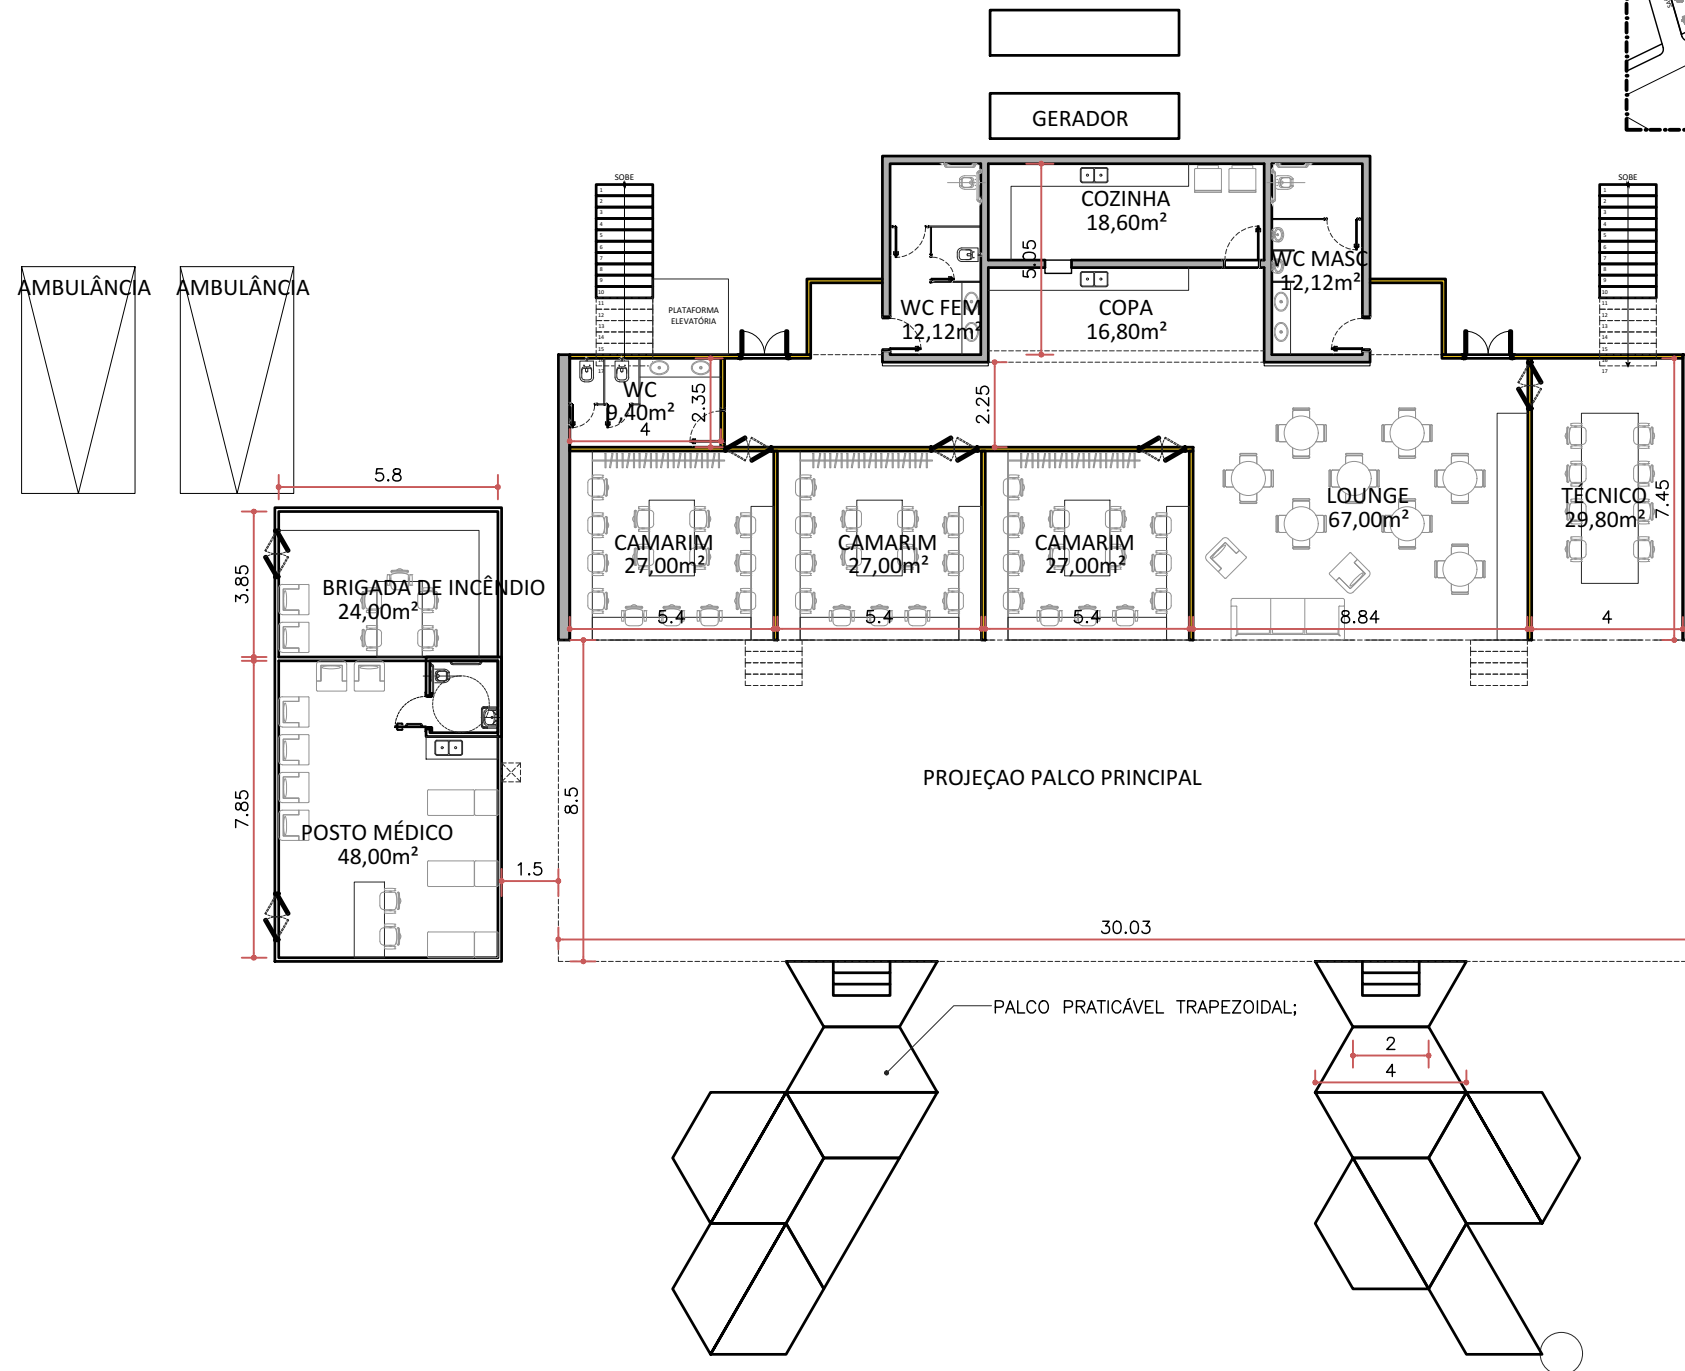 GERADOR
SOBE
SOBE
COZINHA
18,60m²
5.05
WC MASC
12,12m²
AMBULÂNCIA
AMBULÂNCIA
PLATAFORMA
ELEVATÓRIA
WC FEM
12,12m²
COPA
16,80m²
WC
9,40m²
2.35
4
2.25
5.8
LOUNGE
67,00m²
TÉCNICO
29,80m²
7.45
CAMARIM
27,00m²
CAMARIM
27,00m²
CAMARIM
27,00m²
3.85
BRIGADA DE INCÊNDIO
24,00m²
5.4
5.4
5.4
8.84
4
PROJEÇAO PALCO PRINCIPAL
7.85
8.5
POSTO MÉDICO
48,00m²
1.5
30.03
PALCO PRATICÁVEL TRAPEZOIDAL;
2
4